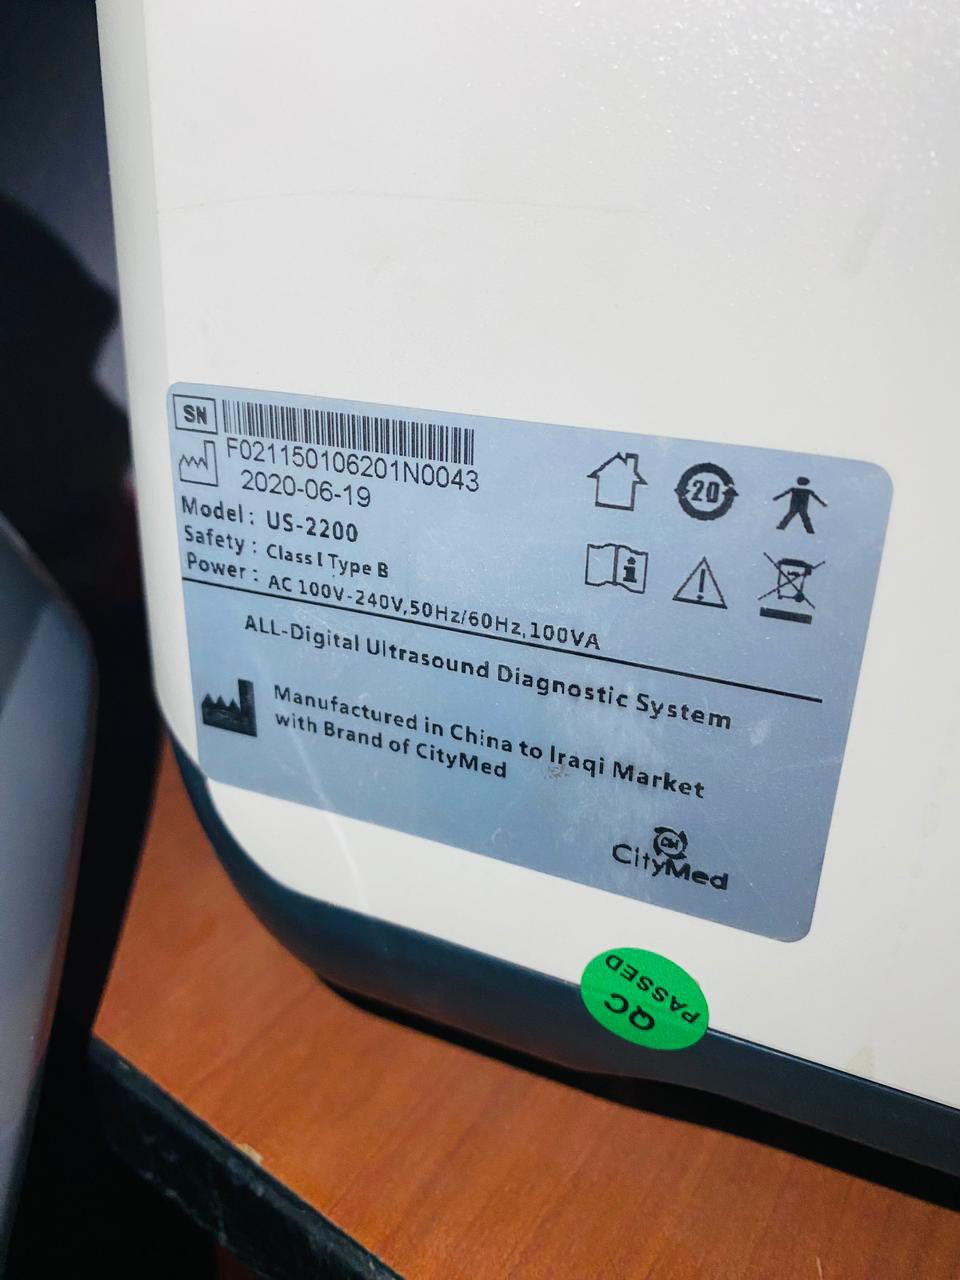 SN
F021150106201N0043
2020-06-19
Model: US-2200
Safety: Class I Type B
Power: AC 100V-240V,50Hz/60Hz,100VA
20
i
!
ALL-Digital Ultrasound Diagnostic System
Manufactured in China to Iraqi Market
with Brand of CityMed
CM
CityMed
QC
PASSED